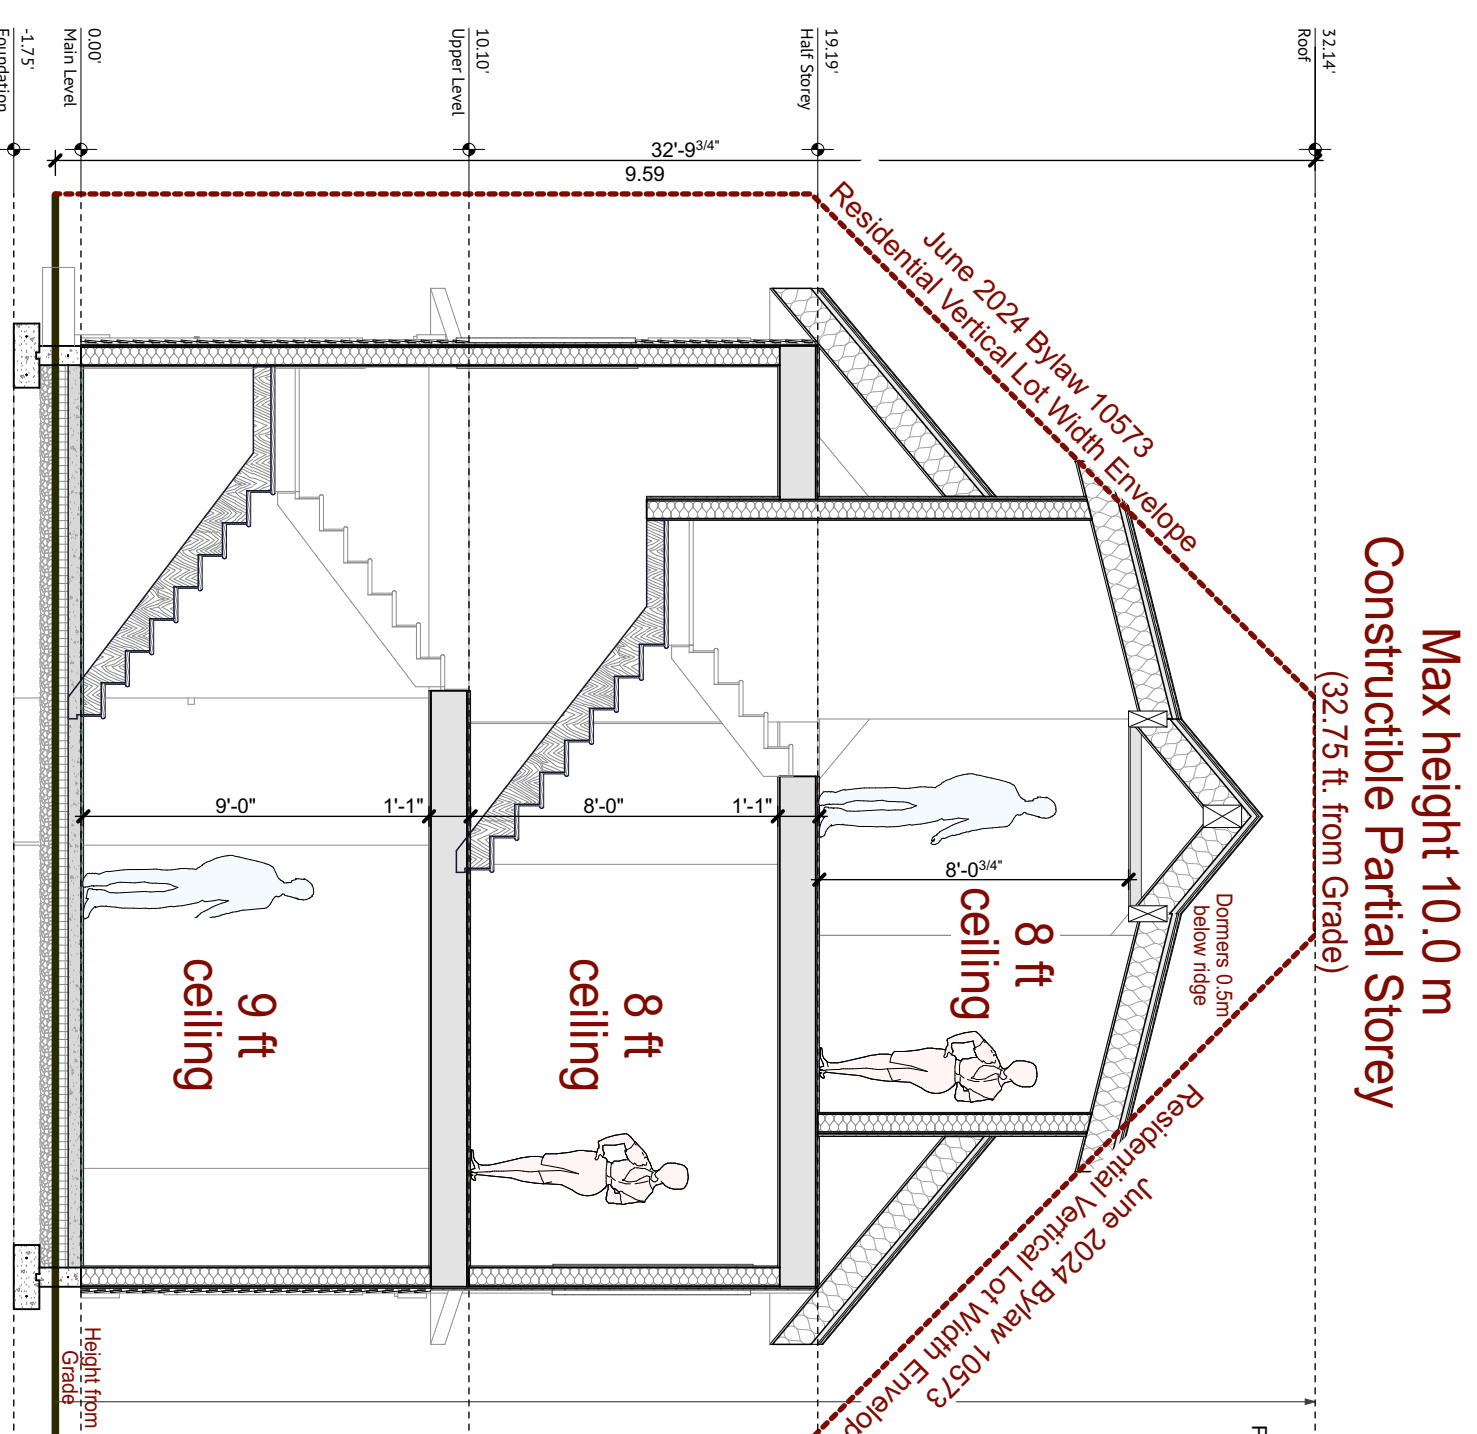 Max height 10.0 m
Constructible Partial Storey
(32.75 ft. from Grade)
32.14'
Roof
19.19'
Half Storey
10.10'
Upper Level
0.00'
Main Level
-1.75'
Foundation
32'-9 3/4"
9.59
June 2024 Bylaw 10573
Residential Vertical Lot Width Envelope
Dormers 0.5m
below ridge
8'-0 3/4"
8 ft
ceiling
1'-1"
8'-0"
8 ft
ceiling
1'-1"
9'-0"
9 ft
ceiling
Residential Vertical Lot Width Envelop
June 2024 Bylaw 10573
Height from
Grade
F